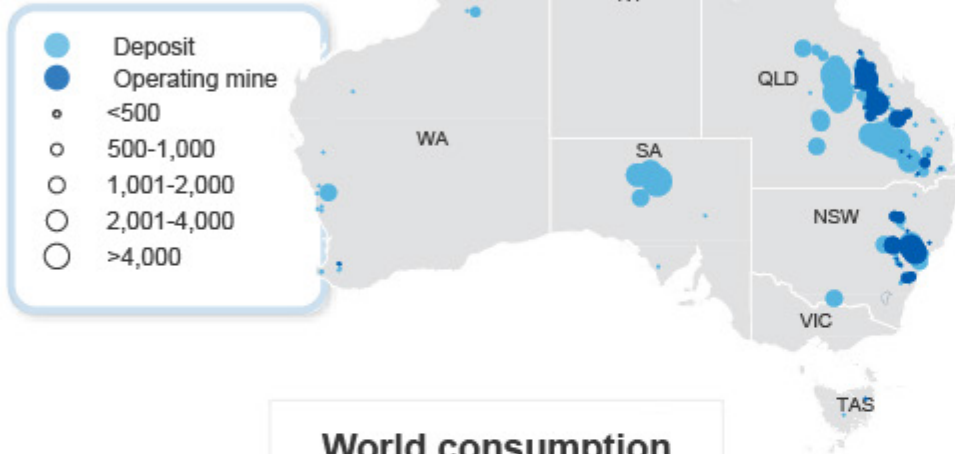 Deposit
Operating mine
<500
500-1,000
1,001-2,000
2,001-4,000
>4,000
QLD
WA
SA
NSW
VIC
TAS
World consumption